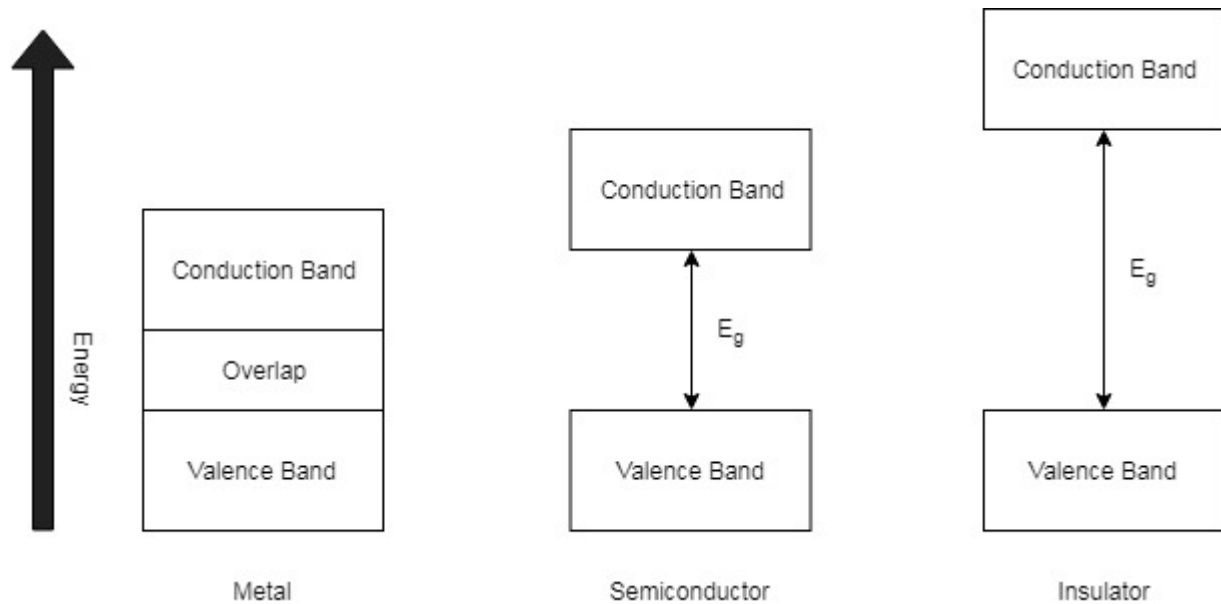 Energy
Conduction Band
Overlap
Valence Band
Metal
Conduction Band
E_g
Valence Band
Semiconductor
Conduction Band
E_g
Valence Band
Insulator